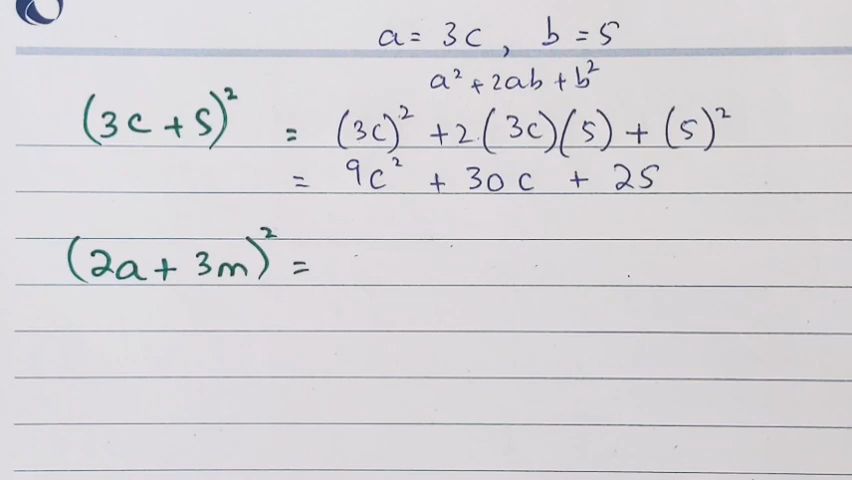 a = 3c , b = 5
a² + 2ab + b²
(3c + 5)² = (3c)² + 2(3c)(5) + (5)²
= 9c² + 30c + 25
(2a + 3m)² =